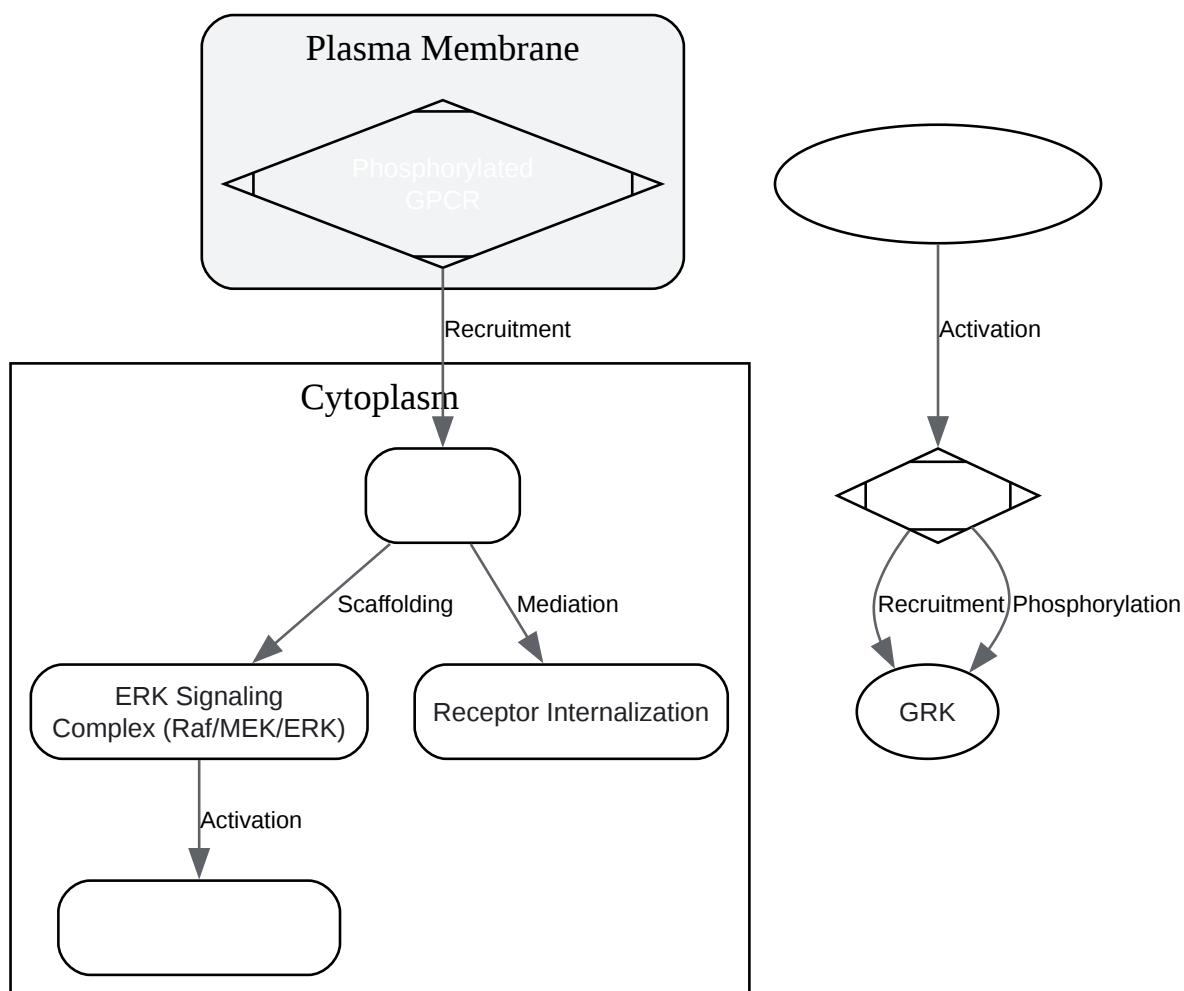 Plasma Membrane
Phosphorylated
GPCR
Recruitment
Activation
Cytoplasm
Scaffolding
Mediation
Recruitment
Phosphorylation
ERK Signaling
Complex (Raf/MEK/ERK)
Receptor Internalization
GRK
Activation